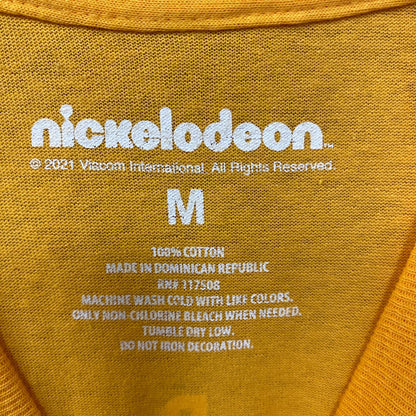 nickelodeon™
© 2021 Viacom International. All Rights Reserved.
M
100% COTTON
MADE IN DOMINICAN REPUBLIC
RN# 117508
MACHINE WASH COLD WITH LIKE COLORS.
ONLY NON-CHLORINE BLEACH WHEN NEEDED.
TUMBLE DRY LOW.
DO NOT IRON DECORATION.